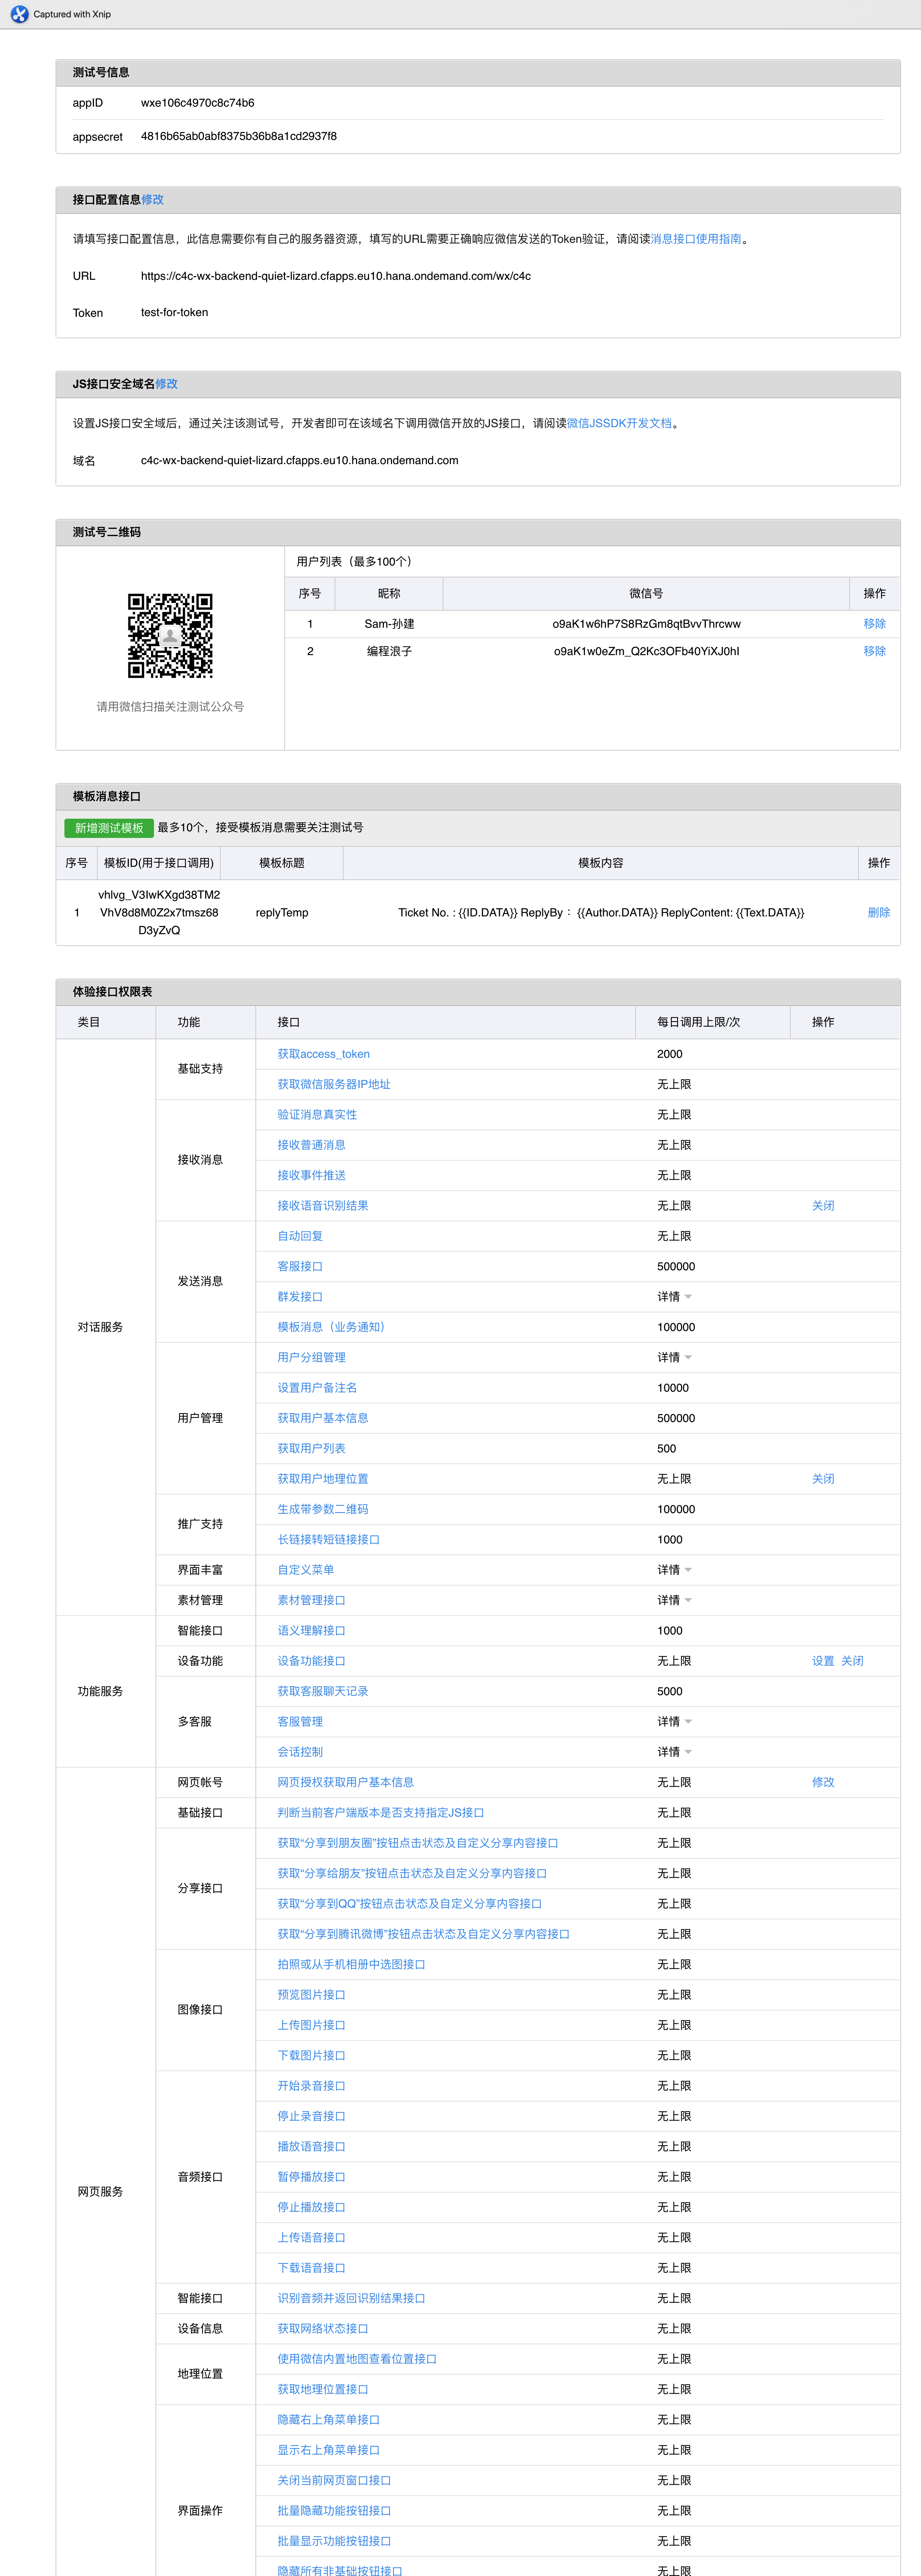 Captured with Xnip
测试号信息
appID wxe106c4970c8c74b6
appsecret 4816b65ab0abf8375b36b8a1cd2937f8
接口配置信息修改
请填写接口配置信息，此信息需要你有自己的服务器资源，填写的URL需要正确响应微信发送的Token验证，请阅读消息接口使用指南。
URL https://c4c-wx-backend-quiet-lizard.cfapps.eu10.hana.ondemand.com/wx/c4c
Token test-for-token
JS接口安全域名修改
设置JS接口安全域后，通过关注该测试号，开发者即可在该域名下调用微信开放的JS接口，请阅读微信JSSDK开发文档。
域名 c4c-wx-backend-quiet-lizard.cfapps.eu10.hana.ondemand.com
测试号二维码
请用微信扫描关注测试公众号
用户列表（最多100个）
序号 昵称 微信号 操作
1 Sam-孙建 o9aK1w6hP7S8RzGm8qtBvvThrcww 移除
2 编程浪子 o9aK1w0eZm_Q2Kc3OFb40YiXJ0hI 移除
模板消息接口
新增测试模板 最多10个，接受模板消息需要关注测试号
序号 模板ID(用于接口调用) 模板标题 模板内容 操作
vhlvg_V3IwKXgd38TM2
1 VhV8d8M0Z2x7tmsz68 replyTemp Ticket No. : {{ID.DATA}} ReplyBy： {{Author.DATA}} ReplyContent: {{Text.DATA}} 删除
D3yZvQ
体验接口权限表
类目 功能 接口 每日调用上限/次 操作
对话服务
基础支持
获取access_token 2000
获取微信服务器IP地址 无上限
接收消息
验证消息真实性 无上限
接收普通消息 无上限
接收事件推送 无上限
接收语音识别结果 无上限 关闭
发送消息
自动回复 无上限
客服接口 500000
群发接口 详情
模板消息（业务通知） 100000
用户管理
用户分组管理 详情
设置用户备注名 10000
获取用户基本信息 500000
获取用户列表 500
获取用户地理位置 无上限 关闭
推广支持
生成带参数二维码 100000
长链接转短链接接口 1000
界面丰富 自定义菜单 详情
素材管理 素材管理接口 详情
功能服务
智能接口 语义理解接口 1000
设备功能 设备功能接口 无上限 设置 关闭
多客服
获取客服聊天记录 5000
客服管理 详情
会话控制 详情
网页服务
网页帐号 网页授权获取用户基本信息 无上限 修改
基础接口 判断当前客户端版本是否支持指定JS接口 无上限
分享接口
获取“分享到朋友圈”按钮点击状态及自定义分享内容接口 无上限
获取“分享给朋友”按钮点击状态及自定义分享内容接口 无上限
获取“分享到QQ”按钮点击状态及自定义分享内容接口 无上限
获取“分享到腾讯微博”按钮点击状态及自定义分享内容接口 无上限
图像接口
拍照或从手机相册中选图接口 无上限
预览图片接口 无上限
上传图片接口 无上限
下载图片接口 无上限
音频接口
开始录音接口 无上限
停止录音接口 无上限
播放语音接口 无上限
暂停播放接口 无上限
停止播放接口 无上限
上传语音接口 无上限
下载语音接口 无上限
智能接口 识别音频并返回识别结果接口 无上限
设备信息 获取网络状态接口 无上限
地理位置
使用微信内置地图查看位置接口 无上限
获取地理位置接口 无上限
界面操作
隐藏右上角菜单接口 无上限
显示右上角菜单接口 无上限
关闭当前网页窗口接口 无上限
批量隐藏功能按钮接口 无上限
批量显示功能按钮接口 无上限
隐藏所有非基础按钮接口 无上限